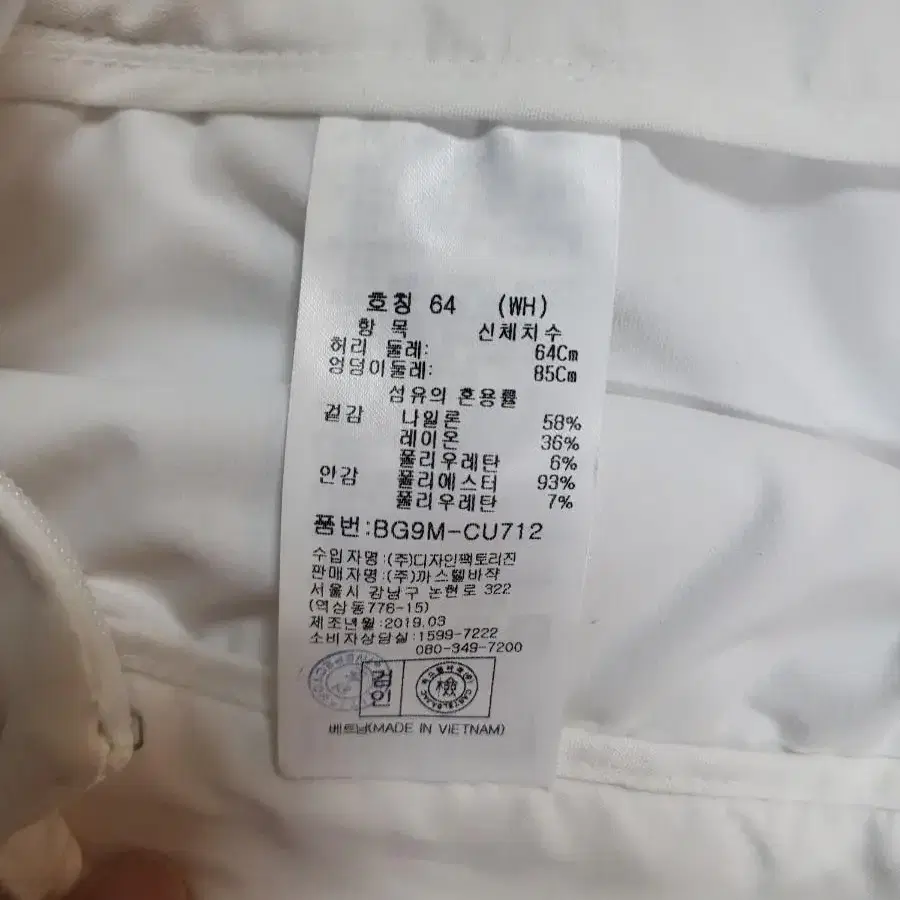 호칭 64 (WH)
항 목 신체치수
허리 둘레: 64Cm
엉덩이둘레: 85Cm
섬유의 혼용률
겉감 나일론 58%
레이온 36%
폴리우레탄 6%
안감 폴리에스터 93%
폴리우레탄 7%
품번:BG9M-CU712
수입자명:(주)디자인팩토리진
판매자명:(주)까스텔바작
서울시 강남구 논현로 322
(역삼동776-15)
제조년월:2019.03
소비자상담실:1599-7222
080-349-7200
검인
檢
CASTELBAJAC
베트남(MADE IN VIETNAM)